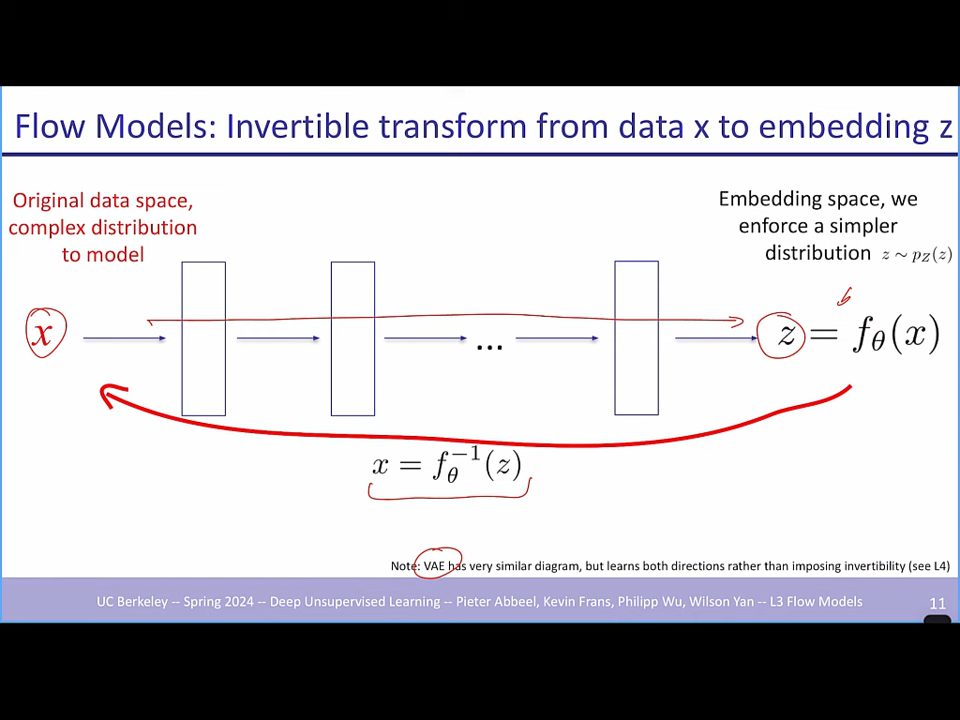 Flow Models: Invertible transform from data x to embedding z
Original data space,
complex distribution
to model
Embedding space, we
enforce a simpler
distribution z ∼ p_Z(z)
x
...
z = f_θ(x)
x = f_θ^{-1}(z)
Note: VAE has very similar diagram, but learns both directions rather than imposing invertibility (see L4)
UC Berkeley -- Spring 2024 -- Deep Unsupervised Learning -- Pieter Abbeel, Kevin Frans, Philipp Wu, Wilson Yan -- L3 Flow Models
11